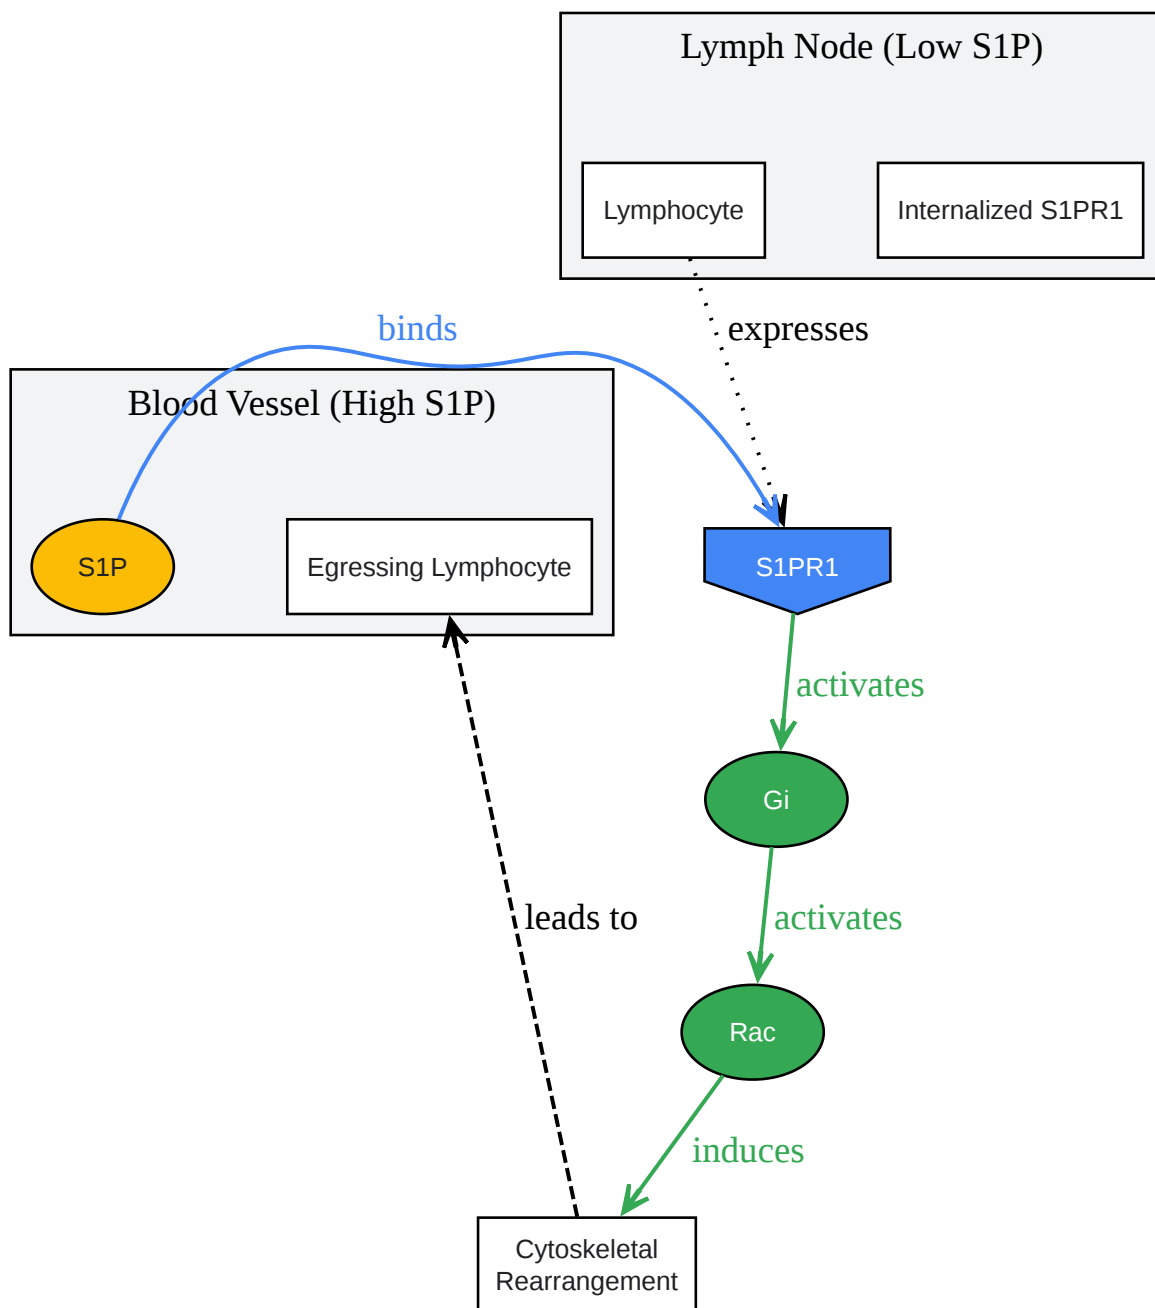 Lymph Node (Low S1P)
Lymphocyte
Internalized S1PR1
binds
expresses
Blood Vessel (High S1P)
S1P
Egressing Lymphocyte
S1PR1
activates
Gi
activates
leads to
Rac
induces
Cytoskeletal
Rearrangement